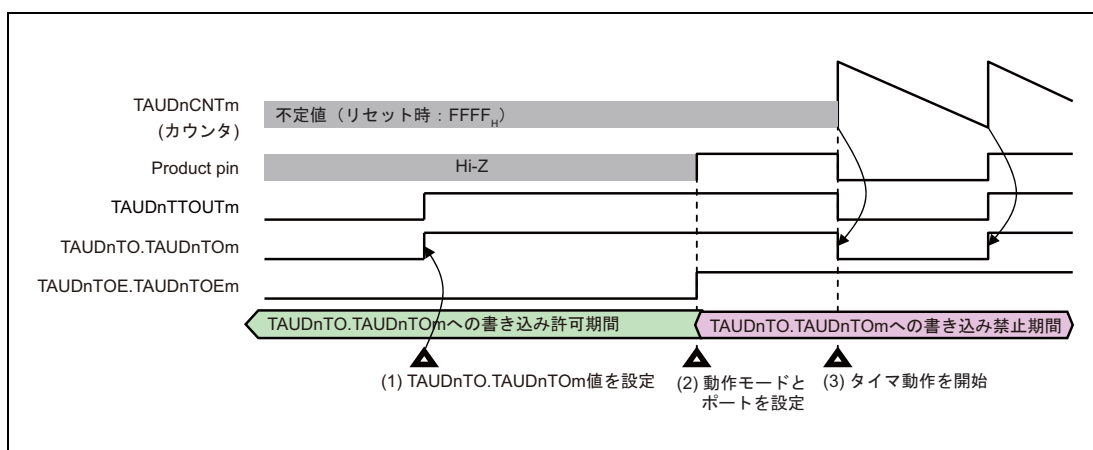 TAUDnCNTm
(カウンタ)
不定値（リセット時：FFFFH）
Product pin
Hi-Z
TAUDnTTOUTm
TAUDnTO.TAUDnTOm
TAUDnTOE.TAUDnTOEm
TAUDnTO.TAUDnTOmへの書き込み許可期間
TAUDnTO.TAUDnTOmへの書き込み禁止期間
(1) TAUDnTO.TAUDnTOm値を設定
(2) 動作モードと
ポートを設定
(3) タイマ動作を開始